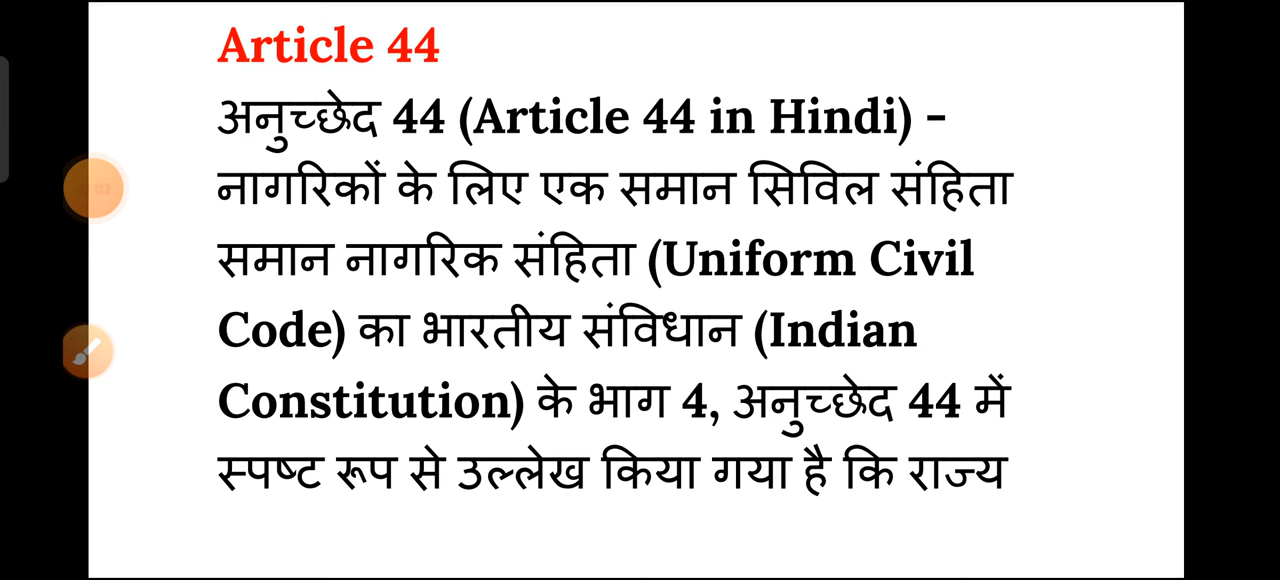 Article 44
अनुच्छेद 44 (Article 44 in Hindi) -
नागरिकों के लिए एक समान सिविल संहिता
समान नागरिक संहिता (Uniform Civil
Code) का भारतीय संविधान (Indian
Constitution) के भाग 4, अनुच्छेद 44 में
स्पष्ट रूप से उल्लेख किया गया है कि राज्य